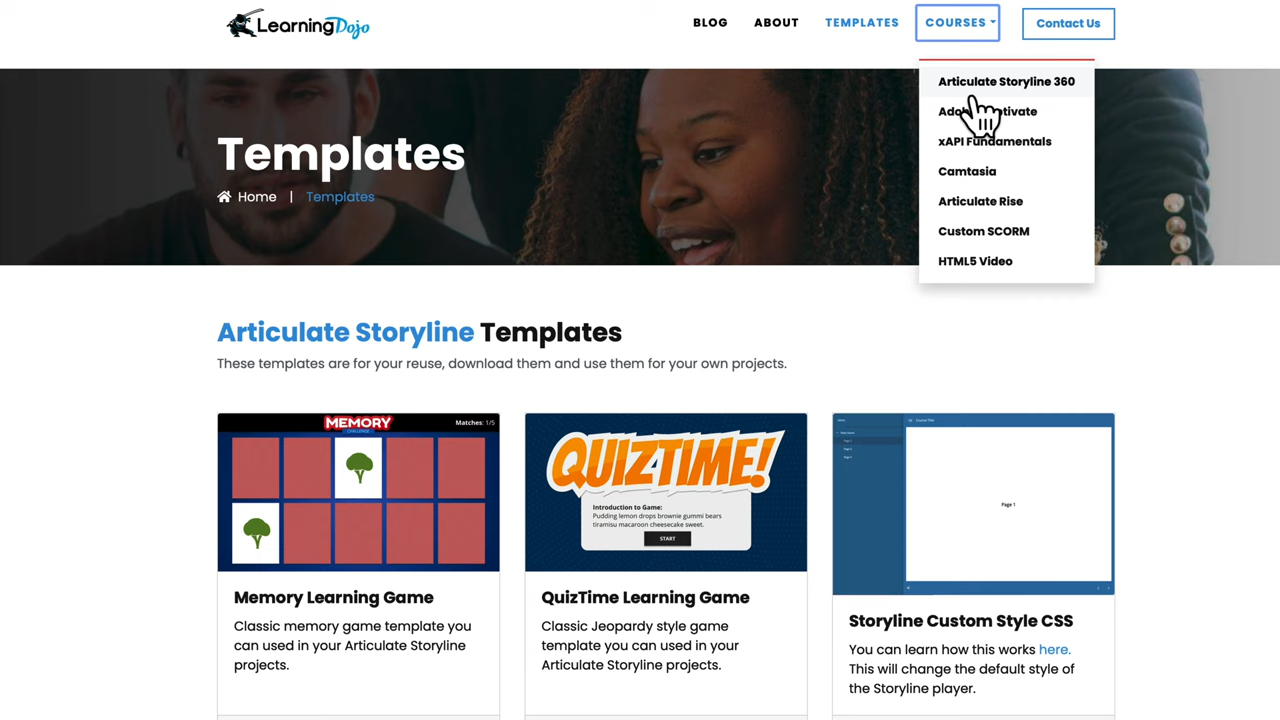 LearningDojo
BLOG
ABOUT
TEMPLATES
COURSES
Contact Us
Articulate Storyline 360
xAPI Fundamentals
Camtasia
Articulate Rise
Custom SCORM
HTML5 Video
Templates
Home | Templates
Articulate Storyline Templates
These templates are for your reuse, download them and use them for your own projects.
MEMORY
CHALLENGE
Matches: 1/5
QUIZTIME!
Introduction to Game:
Pudding lemon drops brownie gummi bears
tiramisu macaroon cheesecake sweet.
START
Course Title
Page 1
Memory Learning Game
Classic memory game template you
can used in your Articulate Storyline
projects.
QuizTime Learning Game
Classic Jeopardy style game
template you can used in your
Articulate Storyline projects.
Storyline Custom Style CSS
You can learn how this works here.
This will change the default style of
the Storyline player.